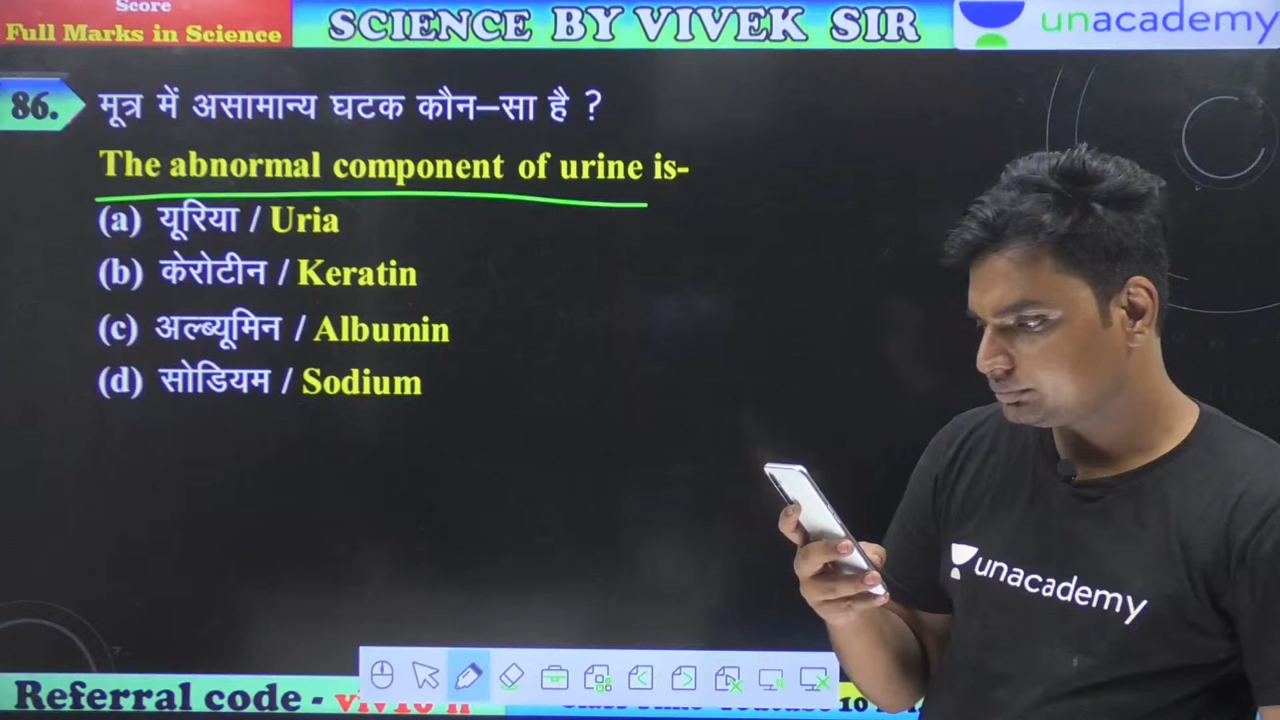 Score
Full Marks in Science
SCIENCE BY VIVEK SIR
unacademy
86.
मूत्र में असामान्य घटक कौन–सा है ?
The abnormal component of urine is-
(a) यूरिया / Uria
(b) केरोटीन / Keratin
(c) अल्ब्यूमिन / Albumin
(d) सोडियम / Sodium
unacademy
Referral code -